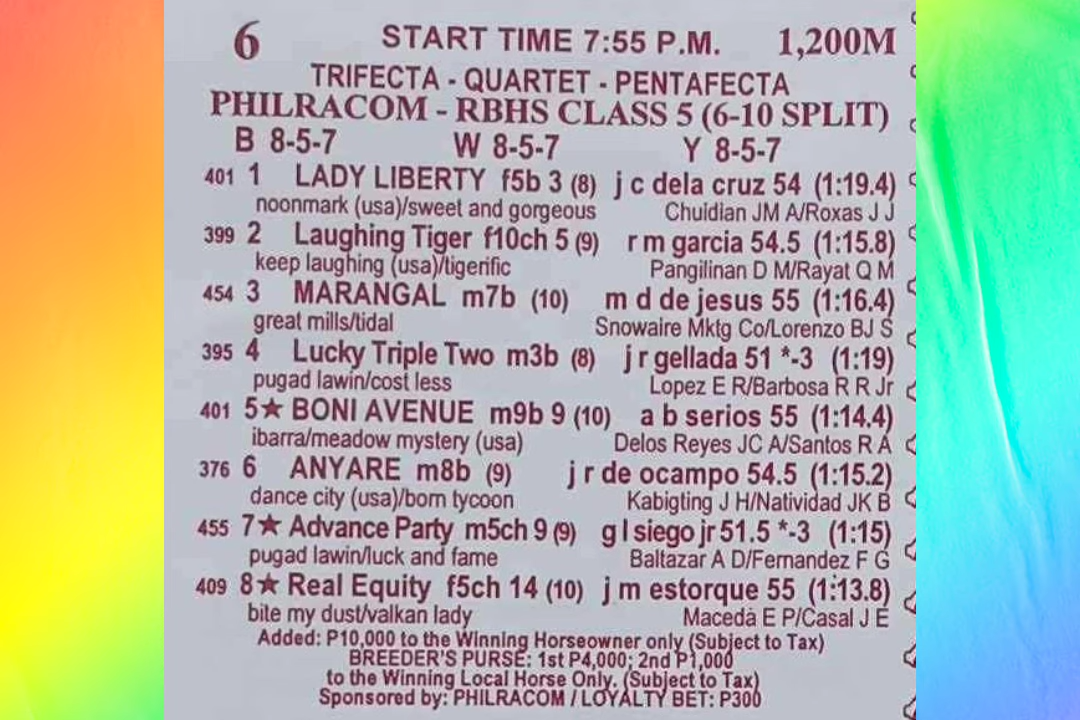 6 START TIME 7:55 P.M. 1,200M
TRIFECTA - QUARTET - PENTAFECTA
PHILRACOM - RBHS CLASS 5 (6-10 SPLIT)
B 8-5-7 W 8-5-7 Y 8-5-7
401 1 LADY LIBERTY f5b 3 (8) j c dela cruz 54 (1:19.4)
noonmark (usa)/sweet and gorgeous Chuidian JM A/Roxas J J
399 2 Laughing Tiger f10ch 5 (9) r m garcia 54.5 (1:15.8)
keep laughing (usa)/tigerific Pangilinan D M/Rayat Q M
454 3 MARANGAL m7b (10) m d de jesus 55 (1:16.4)
great mills/tidal Snowaire Mktg Co/Lorenzo BJ S
395 4 Lucky Triple Two m3b (8) j r gellada 51 *-3 (1:19)
pugad lawin/cost less Lopez E R/Barbosa R R Jr
401 5★ BONI AVENUE m9b 9 (10) a b serios 55 (1:14.4)
ibarra/meadow mystery (usa) Delos Reyes JC A/Santos R A
376 6 ANYARE m8b (9) j r de ocampo 54.5 (1:15.2)
dance city (usa)/born tycoon Kabigting J H/Natividad JK B
455 7★ Advance Party m5ch 9 (9) g l siego jr 51.5 *-3 (1:15)
pugad lawin/luck and fame Baltazar A D/Fernandez F G
409 8★ Real Equity f5ch 14 (10) j m estorque 55 (1:13.8)
bite my dust/valkan lady Maceda E P/Casal J E
Added: P10,000 to the Winning Horseowner only (Subject to Tax)
BREEDER'S PURSE: 1st P4,000; 2nd P1,000
to the Winning Local Horse Only. (Subject to Tax)
Sponsored by: PHILRACOM / LOYALTY BET: P300